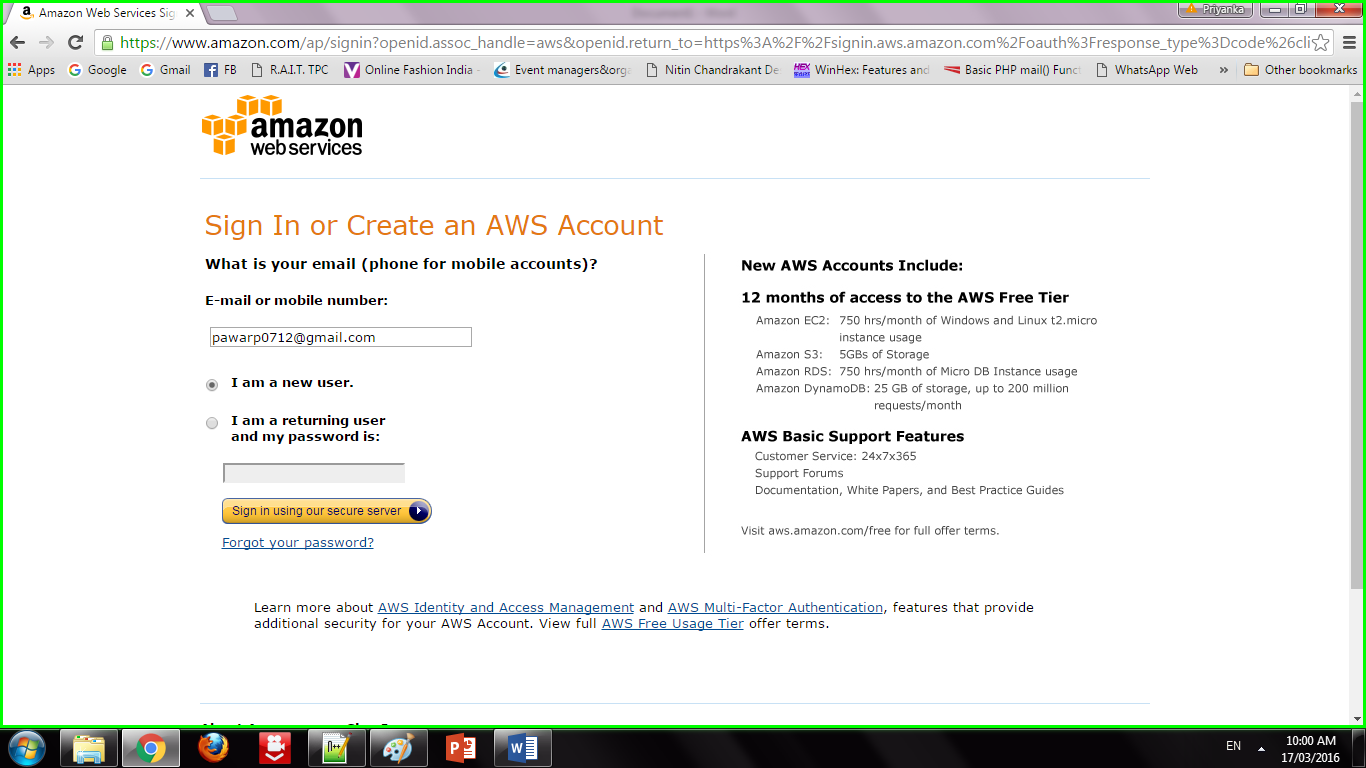 Amazon Web Services Sig
Priyanka
https://www.amazon.com/ap/signin?openid.assoc_handle=aws&openid.return_to=https%3A%2F%2Fsignin.aws.amazon.com%2Foauth%3Fresponse_type%3Dcode%26cli
Apps Google Gmail FB R.A.I.T. TPC Online Fashion India - Event managers&orga Nitin Chandrakant De WinHex: Features and Basic PHP mail() Funct WhatsApp Web » Other bookmarks
amazon
web services
Sign In or Create an AWS Account
What is your email (phone for mobile accounts)?
E-mail or mobile number:
pawarp0712@gmail.com
I am a new user.
I am a returning user
and my password is:
Sign in using our secure server
Forgot your password?
New AWS Accounts Include:
12 months of access to the AWS Free Tier
Amazon EC2: 750 hrs/month of Windows and Linux t2.micro
instance usage
Amazon S3: 5GBs of Storage
Amazon RDS: 750 hrs/month of Micro DB Instance usage
Amazon DynamoDB: 25 GB of storage, up to 200 million
requests/month
AWS Basic Support Features
Customer Service: 24x7x365
Support Forums
Documentation, White Papers, and Best Practice Guides
Visit aws.amazon.com/free for full offer terms.
Learn more about AWS Identity and Access Management and AWS Multi-Factor Authentication, features that provide
additional security for your AWS Account. View full AWS Free Usage Tier offer terms.
EN
10:00 AM
17/03/2016